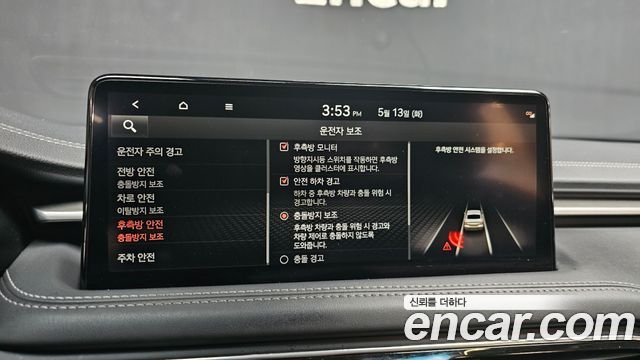 Encar
3:53 PM
5월 13일 (화)
운전자 보조
운전자 주의 경고
전방 안전
충돌방지 보조
차로 안전
이탈방지 보조
후측방 안전
충돌방지 보조
주차 안전
후측방 모니터
방향지시등 스위치를 작동하면 후측방
영상을 클러스터에 표시합니다.
안전 하차 경고
하차 중 후측방 차량과 충돌 위험 시
경고합니다.
충돌방지 보조
후측방 차량과 충돌 위험 시 경고와
차량 제어로 충돌하지 않도록
도와줍니다.
충돌 경고
후측방 안전 시스템을 설정합니다.
신뢰를 더하다
encar.com